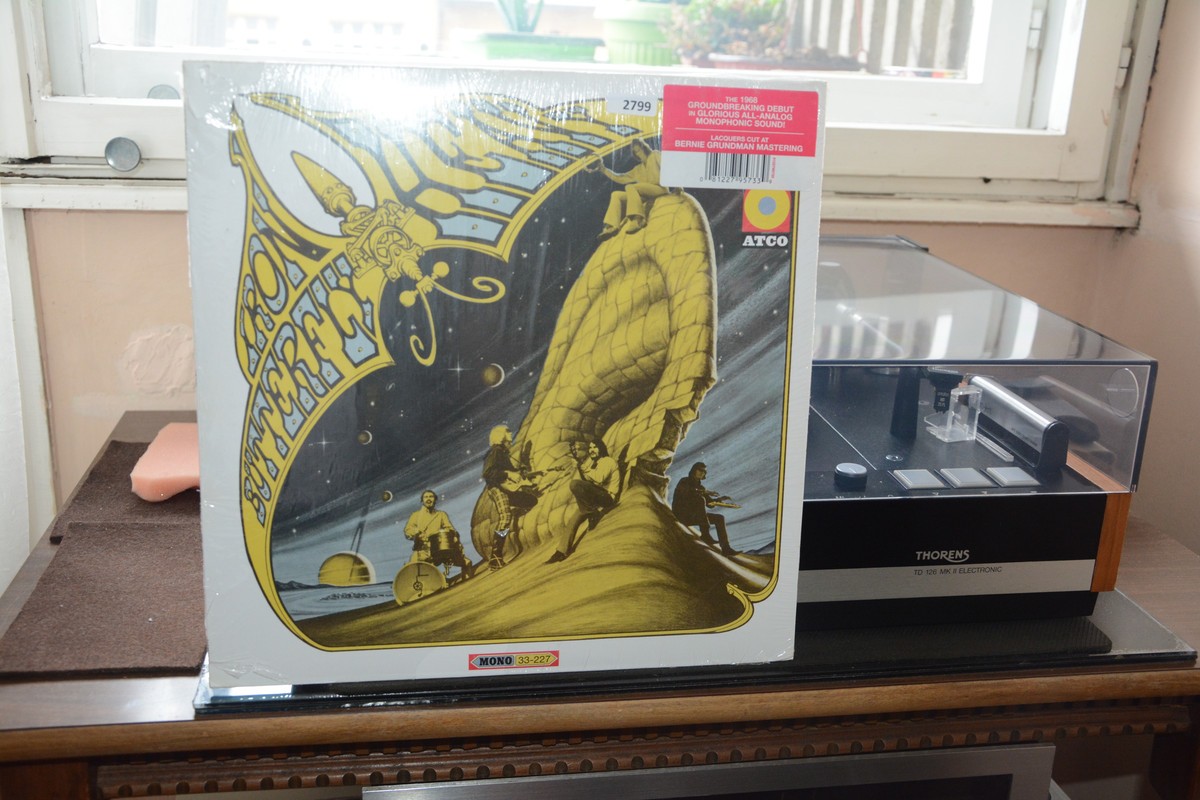 2799
THE 1968
GROUNDBREAKING DEBUT
IN GLORIOUS ALL-ANALOG
MONOPHONIC SOUND!
LACQUERS CUT AT
BERNIE GRUNDMAN MASTERING
ATCO
IRON
BUTTERFLY
MONO 33-227
THORENS
TD 126 MK II ELECTRONIC